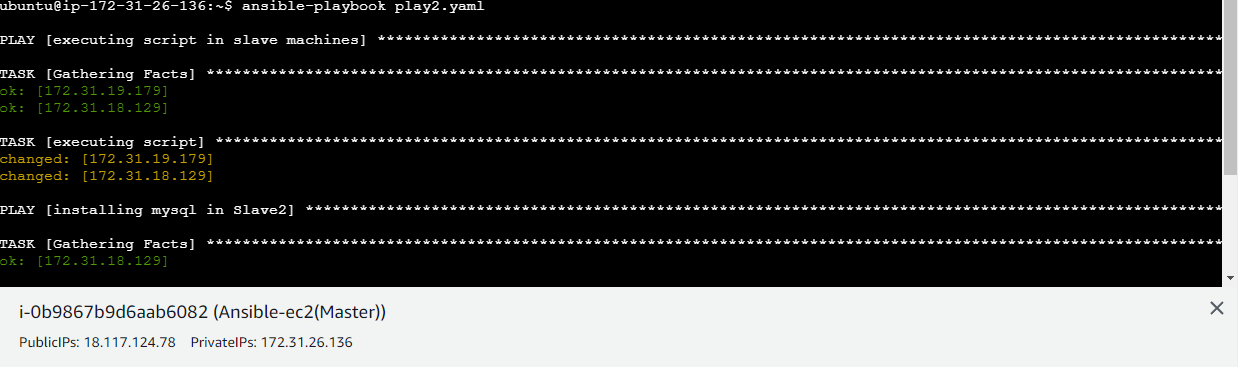 ubuntu@ip-172-31-26-136:~$ ansible-playbook play2.yaml
PLAY [executing script in slave machines] **********************************************************************************************
TASK [Gathering Facts] *****************************************************************************************************************
ok: [172.31.19.179]
ok: [172.31.18.129]
TASK [executing script] ****************************************************************************************************************
changed: [172.31.19.179]
changed: [172.31.18.129]
PLAY [installing mysql in Slave2] ******************************************************************************************************
TASK [Gathering Facts] *****************************************************************************************************************
ok: [172.31.18.129]
i-0b9867b9d6aab6082 (Ansible-ec2(Master))
PublicIPs: 18.117.124.78 PrivateIPs: 172.31.26.136